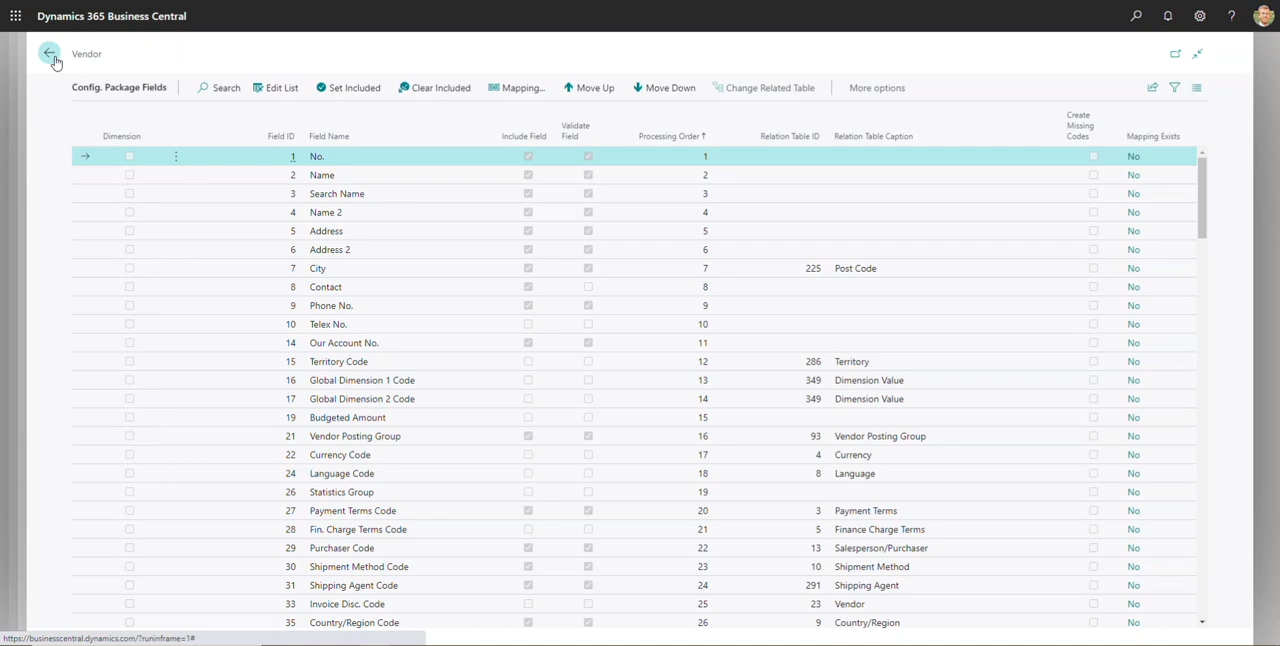 Dynamics 365 Business Central
Vendor
Config. Package Fields Search Edit List Set Included Clear Included Mapping... Move Up Move Down Change Related Table More options
Dimension Field ID Field Name Include Field Validate Field Processing Order↑ Relation Table ID Relation Table Caption Create Missing Codes Mapping Exists
1 No. 1 No
2 Name 2 No
3 Search Name 3 No
4 Name 2 4 No
5 Address 5 No
6 Address 2 6 No
7 City 7 225 Post Code No
8 Contact 8 No
9 Phone No. 9 No
10 Telex No. 10 No
14 Our Account No. 11 No
15 Territory Code 12 286 Territory No
16 Global Dimension 1 Code 13 349 Dimension Value No
17 Global Dimension 2 Code 14 349 Dimension Value No
19 Budgeted Amount 15 No
21 Vendor Posting Group 16 93 Vendor Posting Group No
22 Currency Code 17 4 Currency No
24 Language Code 18 8 Language No
26 Statistics Group 19 No
27 Payment Terms Code 20 3 Payment Terms No
28 Fin. Charge Terms Code 21 5 Finance Charge Terms No
29 Purchaser Code 22 13 Salesperson/Purchaser No
30 Shipment Method Code 23 10 Shipment Method No
31 Shipping Agent Code 24 291 Shipping Agent No
33 Invoice Disc. Code 25 23 Vendor No
35 Country/Region Code 26 9 Country/Region No
https://businesscentral.dynamics.com/?runinframe=1#